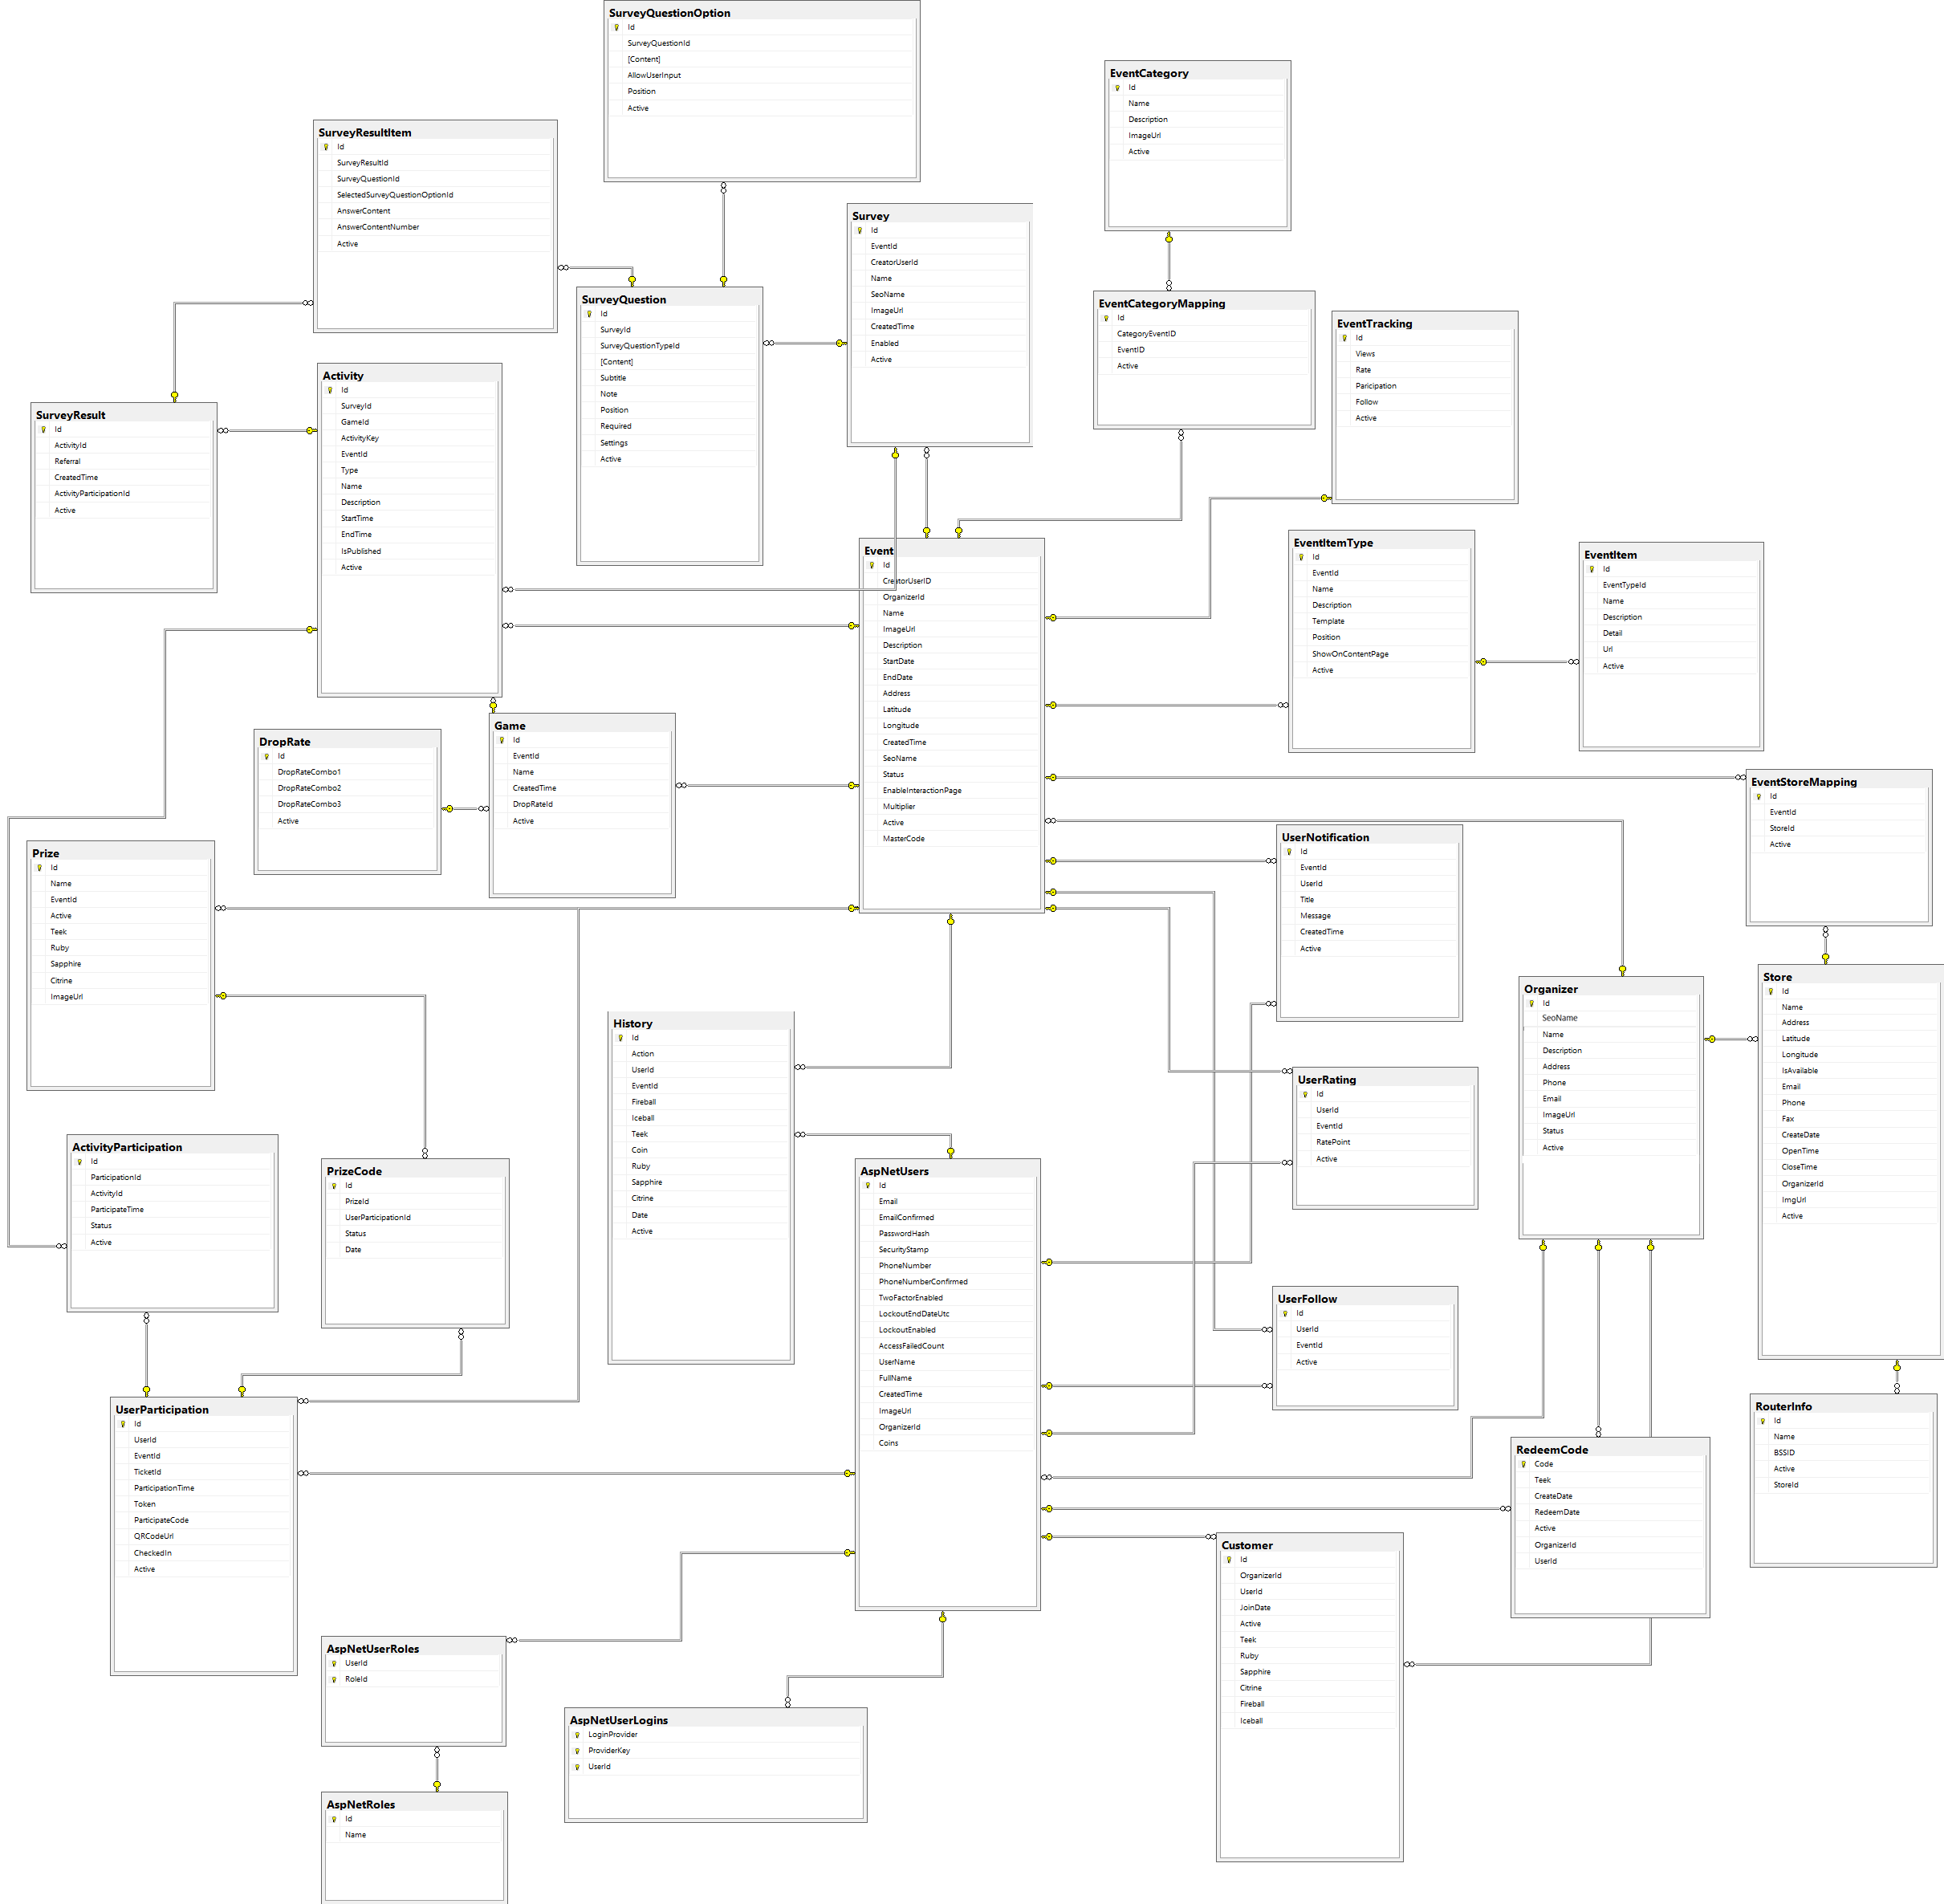 SurveyQuestionOption
Id
SurveyQuestionId
[Content]
AllowUserInput
Position
Active
EventCategory
Id
Name
Description
ImageUrl
Active
SurveyResultItem
Id
SurveyResultId
SurveyQuestionId
SelectedSurveyQuestionOptionId
AnswerContent
AnswerContentNumber
Active
Survey
Id
EventId
CreatorUserId
Name
SeoName
ImageUrl
CreatedTime
Enabled
Active
SurveyQuestion
Id
SurveyId
SurveyQuestionTypeId
[Content]
Subtitle
Note
Position
Required
Settings
Active
EventCategoryMapping
Id
CategoryEventID
EventID
Active
EventTracking
Id
Views
Rate
Paricipation
Follow
Active
Activity
Id
SurveyId
GameId
ActivityKey
EventId
Type
Name
Description
StartTime
EndTime
IsPublished
Active
SurveyResult
Id
ActivityId
Referral
CreatedTime
ActivityParticipationId
Active
Event
Id
CreatorUserID
OrganizerId
Name
ImageUrl
Description
StartDate
EndDate
Address
Latitude
Longitude
CreatedTime
SeoName
Status
EnableInteractionPage
Multiplier
Active
MasterCode
EventItemType
Id
EventId
Name
Description
Template
Position
ShowOnContentPage
Active
EventItem
Id
EventTypeId
Name
Description
Detail
Url
Active
Game
Id
EventId
Name
CreatedTime
DropRateId
Active
DropRate
Id
DropRateCombo1
DropRateCombo2
DropRateCombo3
Active
EventStoreMapping
Id
EventId
StoreId
Active
UserNotification
Id
EventId
UserId
Title
Message
CreatedTime
Active
Prize
Id
Name
EventId
Active
Teek
Ruby
Sapphire
Citrine
ImageUrl
Store
Id
Name
Address
Latitude
Longitude
IsAvailable
Email
Phone
Fax
CreateDate
OpenTime
CloseTime
OrganizerId
ImgUrl
Active
Organizer
Id
SeoName
Name
Description
Address
Phone
Email
ImageUrl
Status
Active
History
Id
Action
UserId
EventId
Fireball
Iceball
Teek
Coin
Ruby
Sapphire
Citrine
Date
Active
UserRating
Id
UserId
EventId
RatePoint
Active
ActivityParticipation
Id
ParticipationId
ActivityId
ParticipateTime
Status
Active
PrizeCode
Id
PrizeId
UserParticipationId
Status
Date
AspNetUsers
Id
Email
EmailConfirmed
PasswordHash
SecurityStamp
PhoneNumber
PhoneNumberConfirmed
TwoFactorEnabled
LockoutEndDateUtc
LockoutEnabled
AccessFailedCount
UserName
FullName
CreatedTime
ImageUrl
OrganizerId
Coins
UserFollow
Id
UserId
EventId
Active
UserParticipation
Id
UserId
EventId
TicketId
ParticipationTime
Token
ParticipateCode
QRCodeUrl
CheckedIn
Active
RouterInfo
Id
Name
BSSID
Active
StoreId
RedeemCode
Code
Teek
CreateDate
RedeemDate
Active
OrganizerId
UserId
Customer
Id
OrganizerId
UserId
JoinDate
Active
Teek
Ruby
Sapphire
Citrine
Fireball
Iceball
AspNetUserRoles
UserId
RoleId
AspNetUserLogins
LoginProvider
ProviderKey
UserId
AspNetRoles
Id
Name